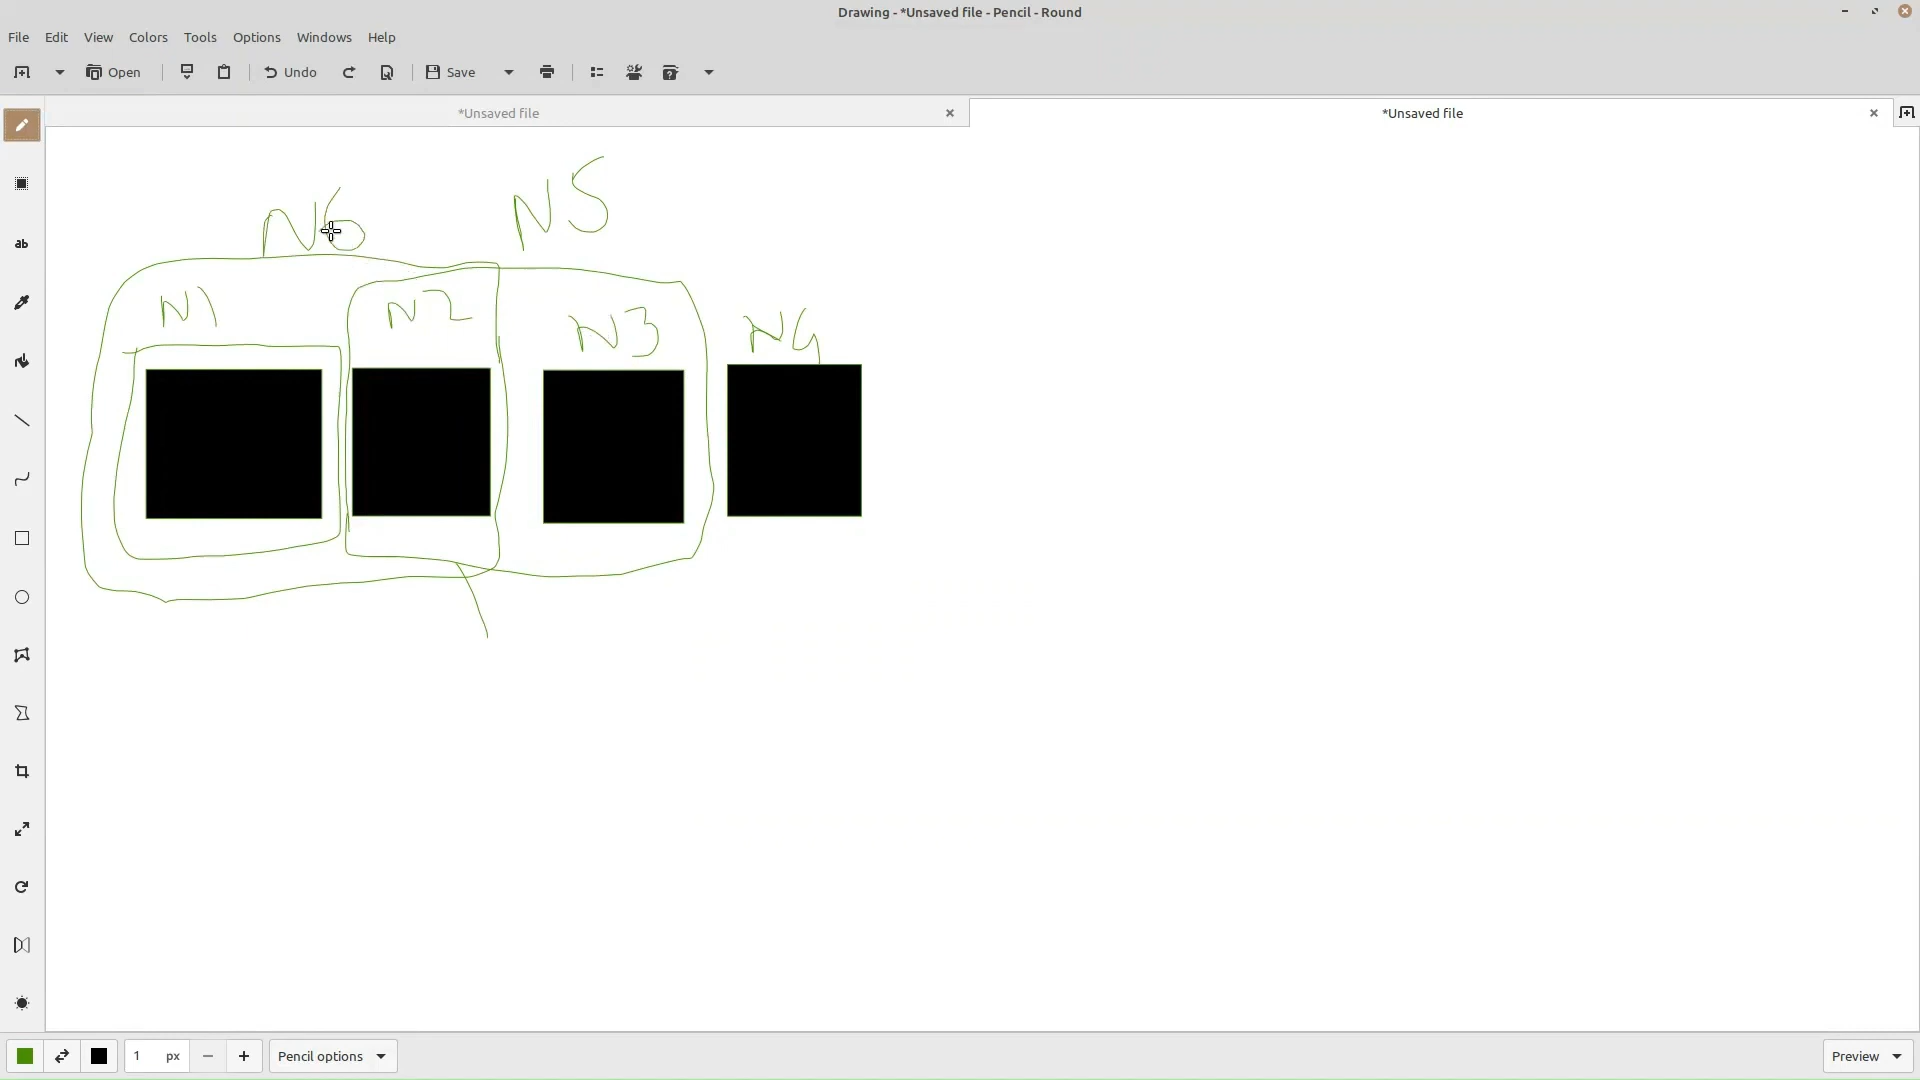 Drawing - *Unsaved file - Pencil - Round
File Edit View Colors Tools Options Windows Help
Open Undo Save
*Unsaved file *Unsaved file
ab
N6 N5
N1 N2 N3 N4
1 px Pencil options Preview